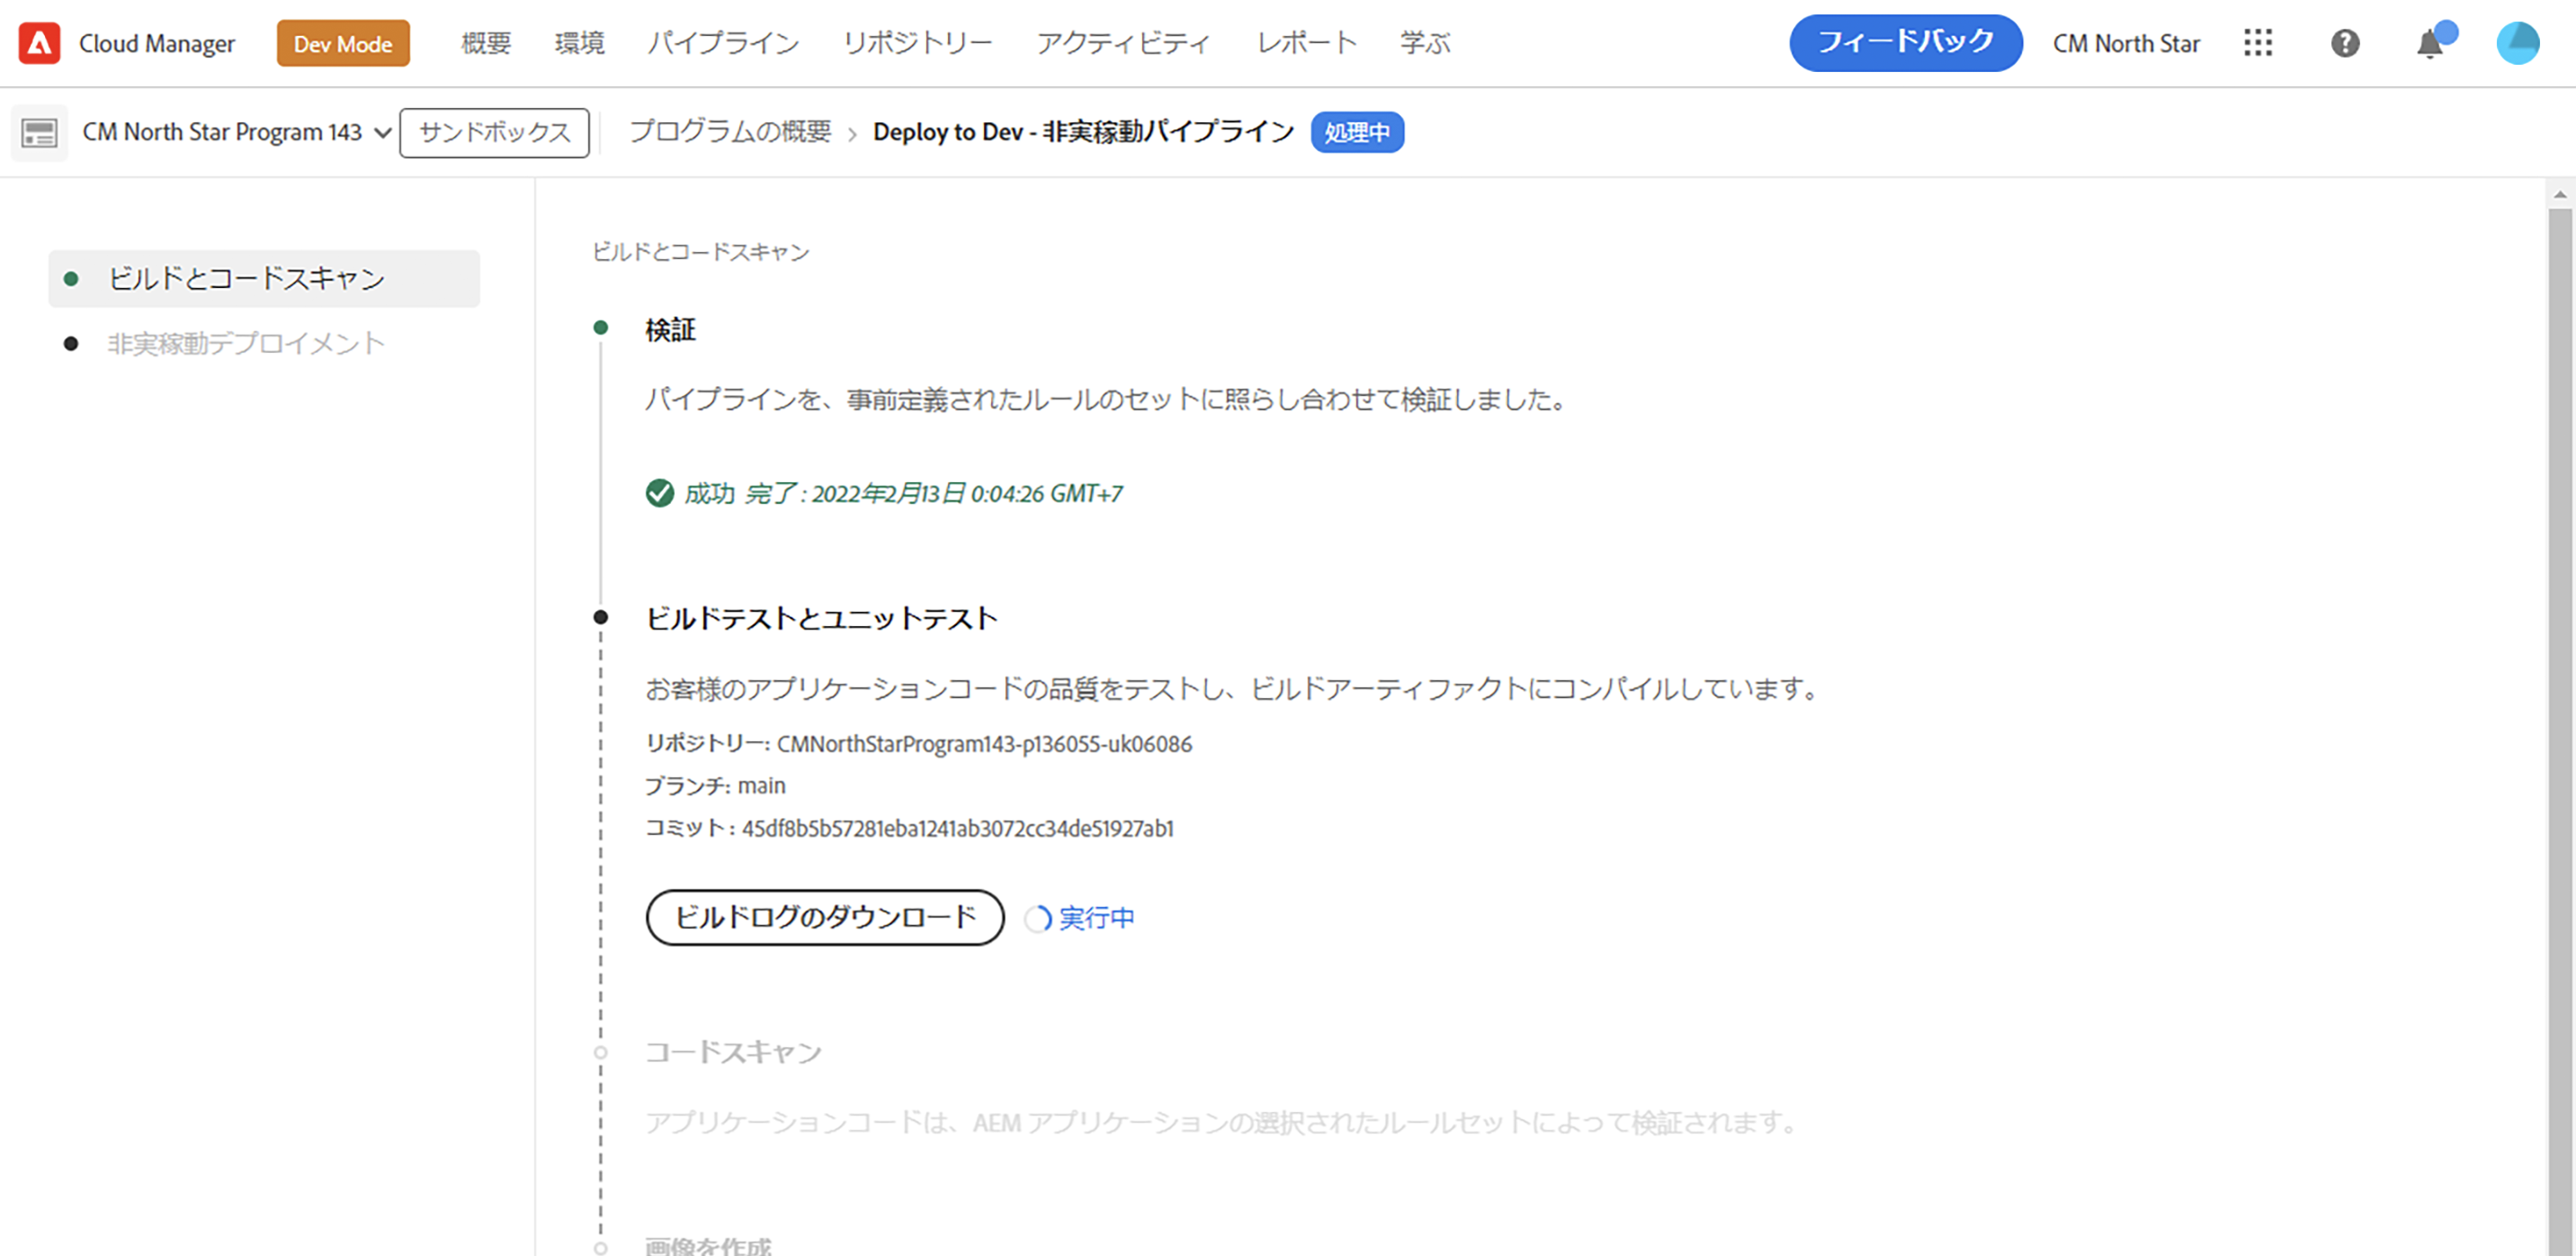 Cloud Manager Dev Mode 概要 環境 パイプライン リポジトリー アクティビティ レポート 学ぶ フィードバック CM North Star
CM North Star Program 143 サンドボックス プログラムの概要 > Deploy to Dev - 非実稼動パイプライン 処理中
ビルドとコードスキャン
非実稼動デプロイメント
ビルドとコードスキャン
検証
パイプラインを、事前定義されたルールのセットに照らし合わせて検証しました。
成功 完了 : 2022年2月13日 0:04:26 GMT+7
ビルドテストとユニットテスト
お客様のアプリケーションコードの品質をテストし、ビルドアーティファクトにコンパイルしています。
リポジトリー: CMNorthStarProgram143-p136055-uk06086
ブランチ: main
コミット : 45df8b5b57281eba1241ab3072cc34de51927ab1
ビルドログのダウンロード 実行中
コードスキャン
アプリケーションコードは、AEM アプリケーションの選択されたルールセットによって検証されます。
画像を作成